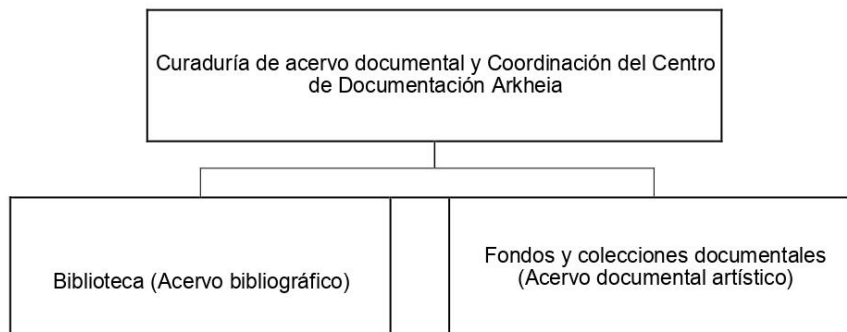 Curaduría de acervo documental y Coordinación del Centro
de Documentación Arkheia
Biblioteca (Acervo bibliográfico)
Fondos y colecciones documentales
(Acervo documental artístico)